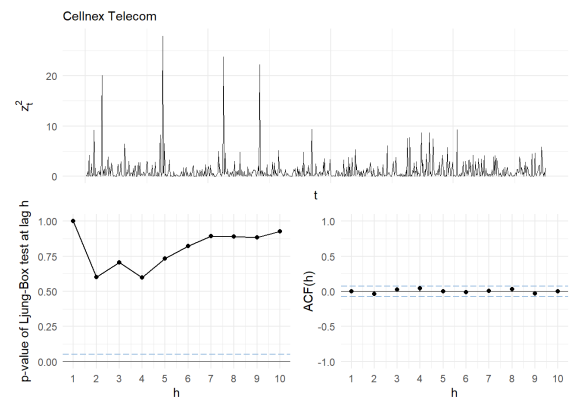 Cellnex Telecom
z_t^2
20
10
0
t
p-value of Ljung-Box test at lag h
1.00
0.75
0.50
0.25
0.00
1 2 3 4 5 6 7 8 9 10
h
ACF(h)
1.0
0.5
0.0
-0.5
-1.0
1 2 3 4 5 6 7 8 9 10
h